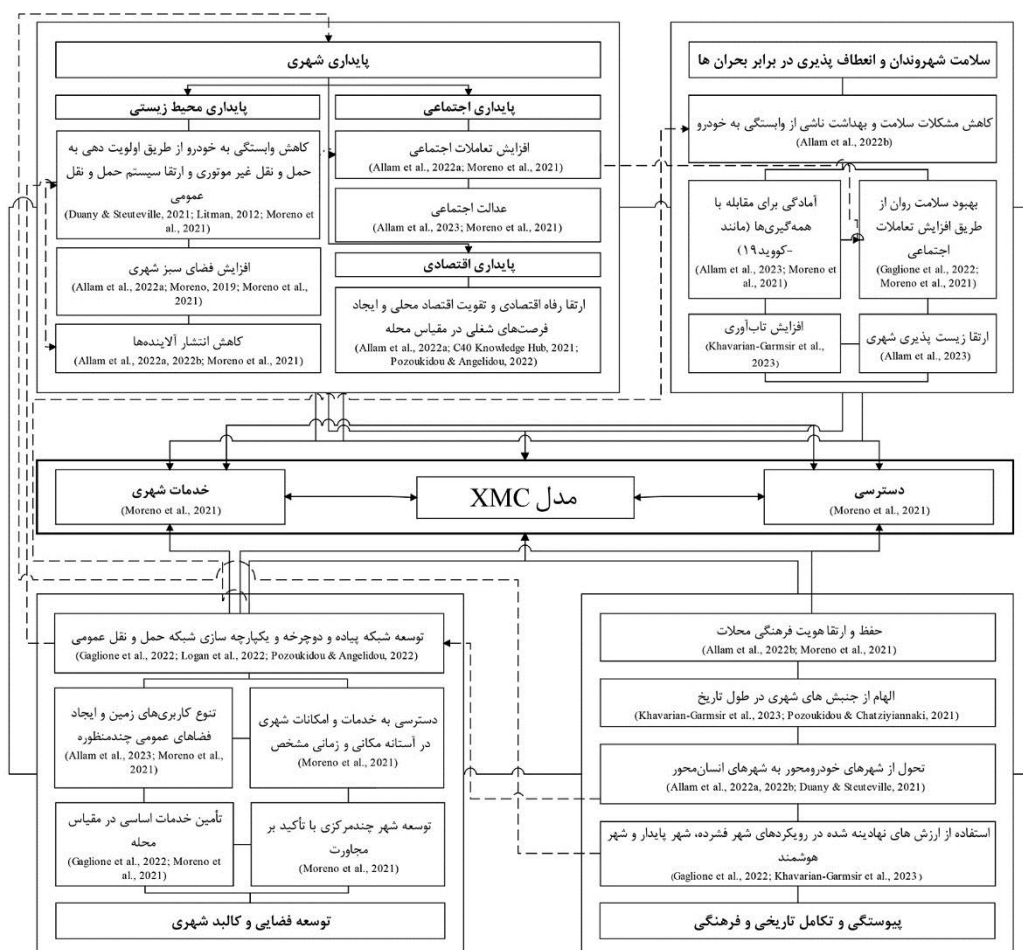 پایداری شهری
پایداری اجتماعی
افزایش تعاملات اجتماعی
(Allam et al., 2022a; Moreno et al., 2021)
عدالت اجتماعی
(Allam et al., 2023; Moreno et al., 2021)
پایداری اقتصادی
ارتقا رفاه اقتصادی و تقویت اقتصاد محلی و ایجاد
فرصت‌های شغلی در مقیاس محله
(Allam et al., 2022a; C40 Knowledge Hub, 2021;
Pozoukidou & Angelidou, 2022)
پایداری محیط زیستی
کاهش وابستگی به خودرو از طریق اولویت دهی به
حمل و نقل غیر موتوری و ارتقا سیستم حمل و نقل
عمومی
(Duany & Steuteville, 2021; Litman, 2012; Moreno
et al., 2021)
افزایش فضای سبز شهری
(Allam et al., 2022a; Moreno, 2019; Moreno et al.,
2021)
کاهش انتشار آلاینده‌ها
(Allam et al., 2022a, 2022b; Moreno et al., 2021)
سلامت شهروندان و انعطاف پذیری در برابر بحران ها
کاهش مشکلات سلامت و بهداشت ناشی از وابستگی به خودرو
(Allam et al., 2022b)
بهبود سلامت روان از
طریق افزایش تعاملات
اجتماعی
(Gaglione et al., 2022;
Moreno et al., 2021)
آمادگی برای مقابله با
همه‌گیری‌ها (مانند
کووید۱۹-)
(Allam et al., 2023; Moreno
et al., 2021)
ارتقا زیست پذیری شهری
(Allam et al., 2023)
افزایش تاب‌آوری
(Khavarian-Garmsir et al.,
2023)
دسترسی
(Moreno et al., 2021)
مدل XMC
خدمات شهری
(Moreno et al., 2021)
توسعه شبکه پیاده و دوچرخه و یکپارچه سازی شبکه حمل و نقل عمومی
(Gaglione et al., 2022; Logan et al., 2022; Pozoukidou & Angelidou, 2022)
دسترسی به خدمات و امکانات شهری
در آستانه مکانی و زمانی مشخص
(Moreno et al., 2021)
تنوع کاربری‌های زمین و ایجاد
فضاهای عمومی چندمنظوره
(Allam et al., 2023; Moreno et al.,
2021)
توسعه شهر چندمرکزی با تأکید بر
مجاورت
(Moreno et al., 2021)
تأمین خدمات اساسی در مقیاس
محله
(Gaglione et al., 2022; Moreno et
al., 2021)
توسعه فضایی و کالبد شهری
حفظ و ارتقا هویت فرهنگی محلات
(Allam et al., 2022b; Moreno et al., 2021)
الهام از جنبش های شهری در طول تاریخ
(Khavarian-Garmsir et al., 2023; Pozoukidou & Chatziyiannaki, 2021)
تحول از شهرهای خودرومحور به شهرهای انسان‌محور
(Allam et al., 2022a, 2022b; Duany & Steuteville, 2021)
استفاده از ارزش های نهادینه شده در رویکردهای شهر فشرده، شهر پایدار و شهر
هوشمند
(Gaglione et al., 2022; Khavarian-Garmsir et al., 2023)
پیوستگی و تکامل تاریخی و فرهنگی